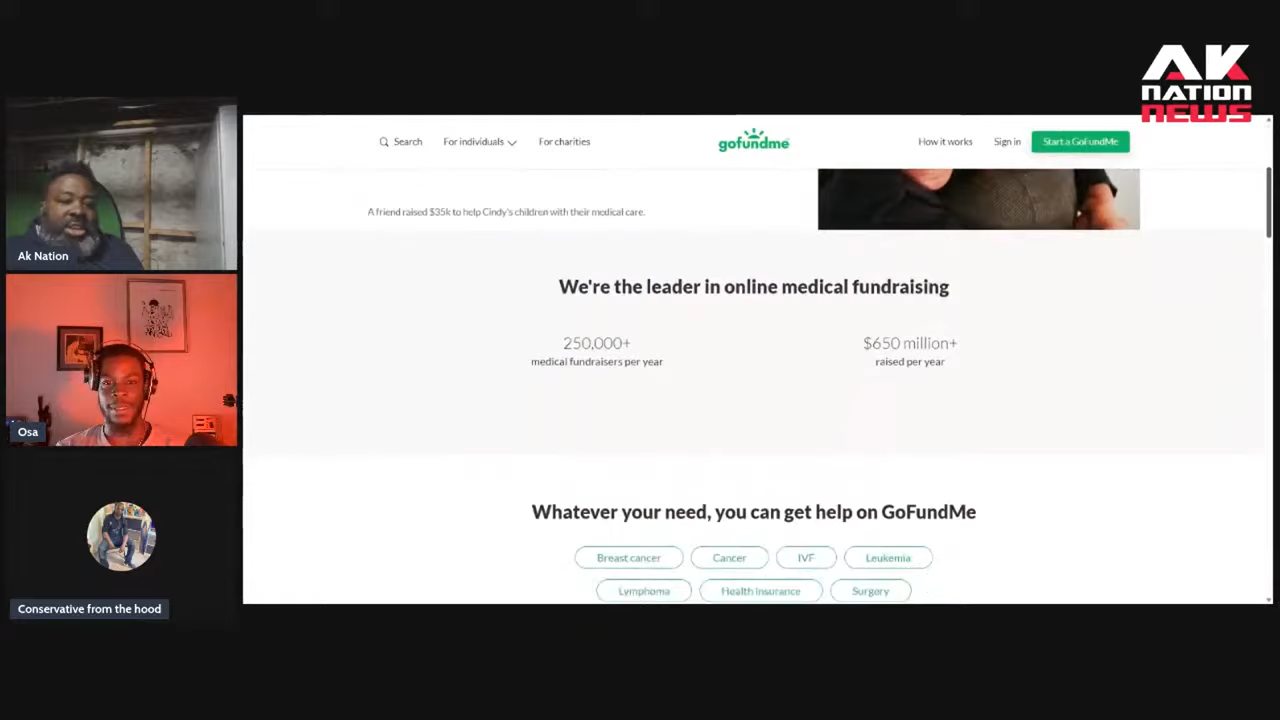 AK
NATION
NEWS
Search
For individuals
For charities
gofundme
How it works
Sign in
Start a GoFundMe
A friend raised $35k to help Cindy's children with their medical care.
We're the leader in online medical fundraising
250,000+
medical fundraisers per year
$650 million+
raised per year
Whatever your need, you can get help on GoFundMe
Breast cancer
Cancer
IVF
Leukemia
Lymphoma
Health insurance
Surgery
Ak Nation
Osa
Conservative from the hood